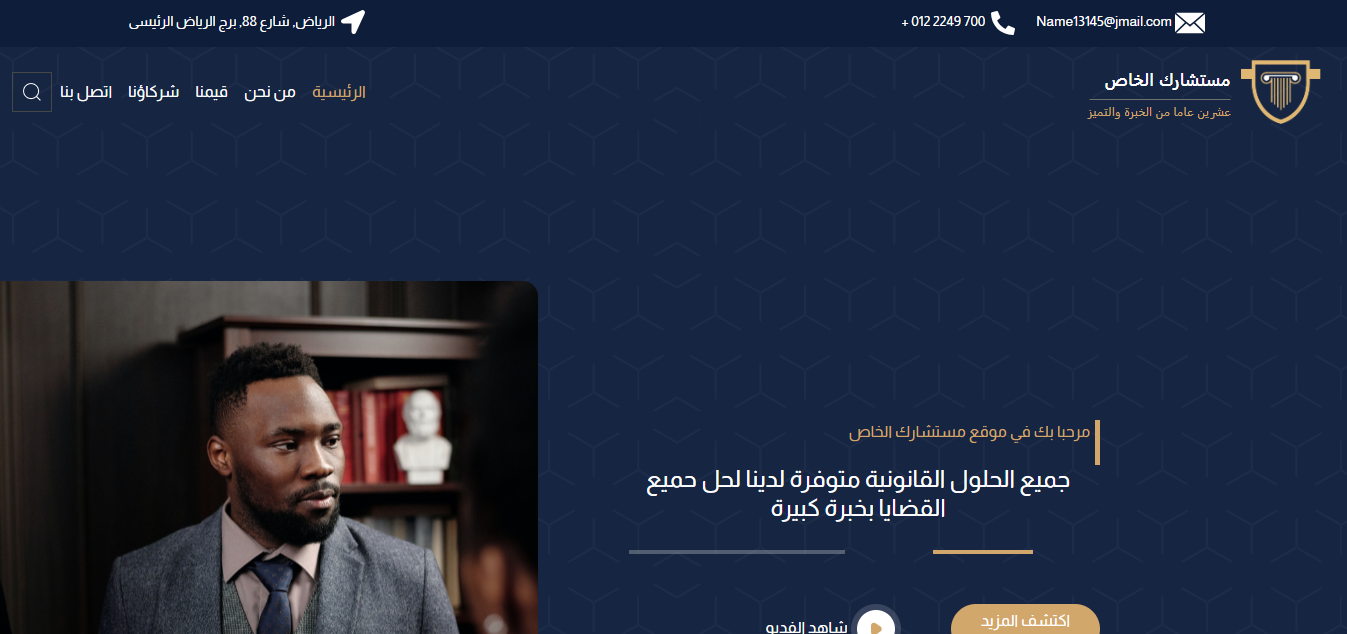 Name13145@jmail.com
+ 012 2249 700
الرياض, شارع 88, برج الرياض الرئيسى
مستشارك الخاص
عشرين عاما من الخبرة والتميز
الرئيسية من نحن قيمنا شركاؤنا اتصل بنا
مرحبا بك في موقع مستشارك الخاص
جميع الحلول القانونية متوفرة لدينا لحل حميع
القضايا بخبرة كبيرة
اكتشف المزيد
شاهد الفديو